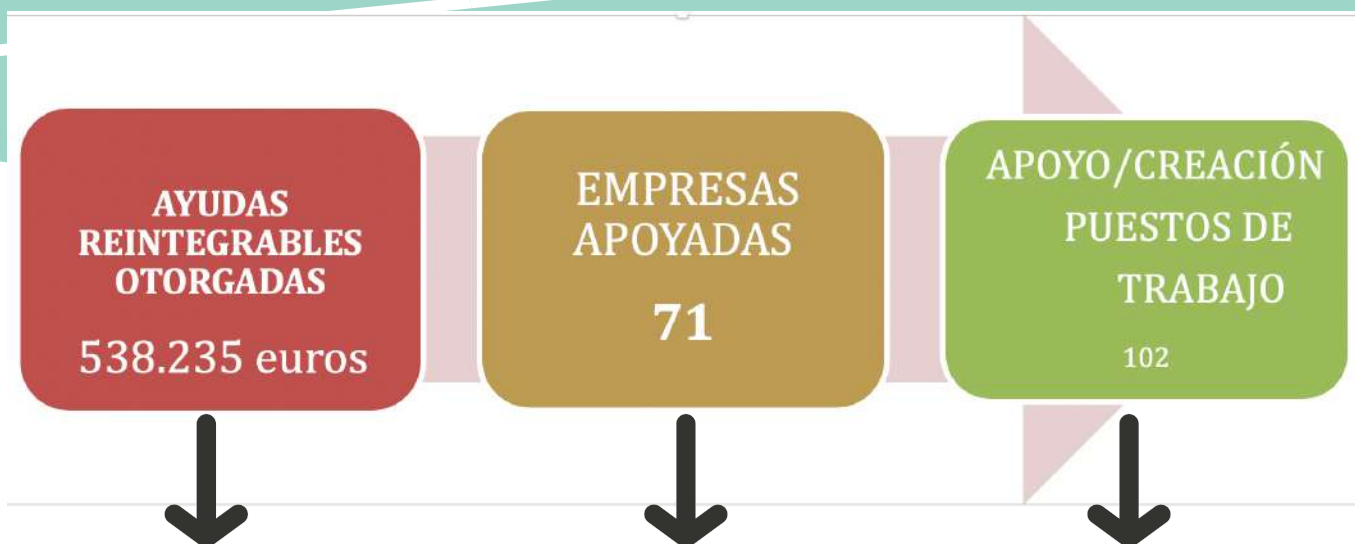 AYUDAS
REINTEGRABLES
OTORGADAS
538.235 euros
EMPRESAS
APOYADAS
71
APOYO/CREACIÓN
PUESTOS DE
TRABAJO
102